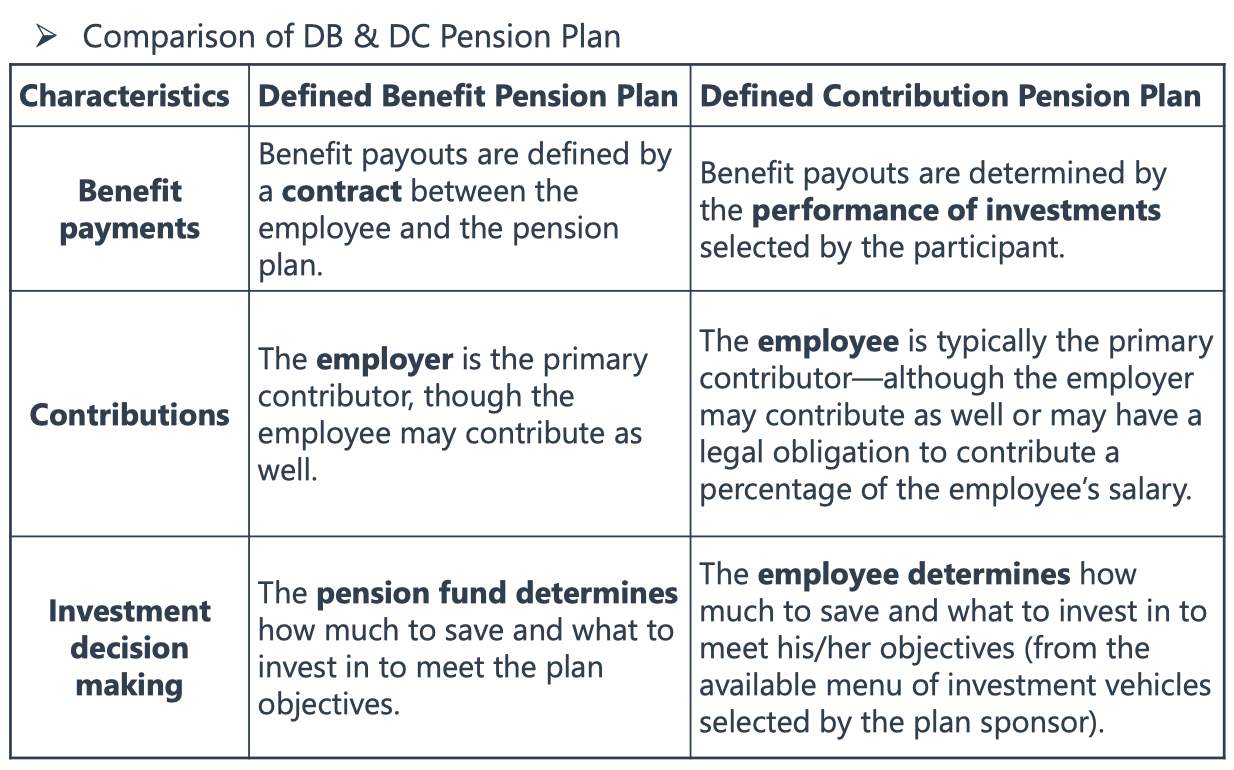 ➢ Comparison of DB & DC Pension Plan
Characteristics
Defined Benefit Pension Plan
Defined Contribution Pension Plan
Benefit
payments
Benefit payouts are defined by
a contract between the
employee and the pension
plan.
Benefit payouts are determined by
the performance of investments
selected by the participant.
Contributions
The employer is the primary
contributor, though the
employee may contribute as
well.
The employee is typically the primary
contributor—although the employer
may contribute as well or may have a
legal obligation to contribute a
percentage of the employee’s salary.
Investment
decision
making
The pension fund determines
how much to save and what to
invest in to meet the plan
objectives.
The employee determines how
much to save and what to invest in to
meet his/her objectives (from the
available menu of investment vehicles
selected by the plan sponsor).